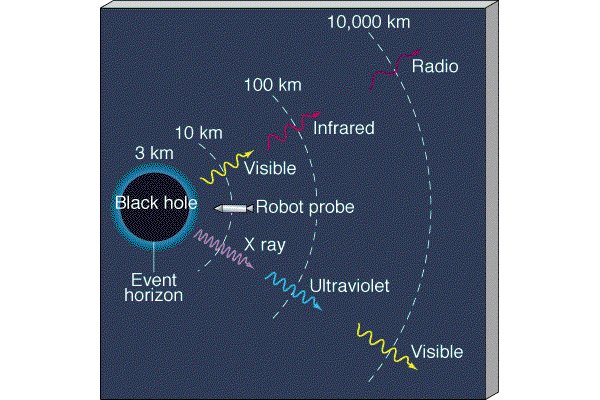 10,000 km
Radio
100 km
Infrared
10 km
3 km
Visible
Black hole
Robot probe
X ray
Event
horizon
Ultraviolet
Visible